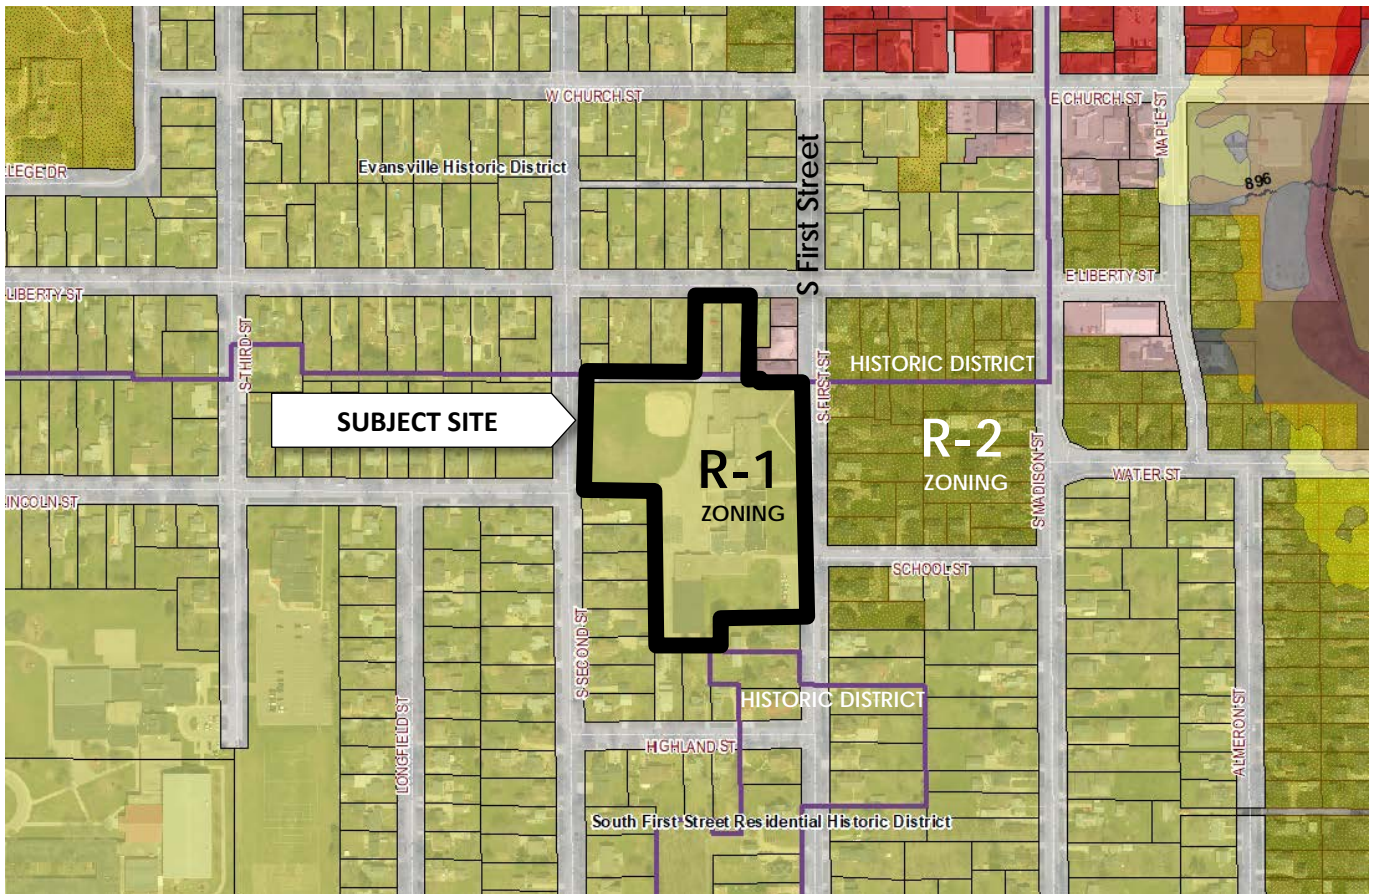 W CHURCH ST
E CHURCH ST
MAPLE ST
Evansville Historic District
LLEGE DR
896
S First Street
E LIBERTY ST
LIBERTY ST
S THIRD ST
HISTORIC DISTRICT
S FIRST ST
SUBJECT SITE
R-1
ZONING
R-2
ZONING
S MADISON ST
WATER ST
INCOLN ST
SCHOOL ST
S SECOND ST
HISTORIC DISTRICT
LONGFIELD ST
HIGHLAND ST
ALMERON ST
South First Street Residential Historic District